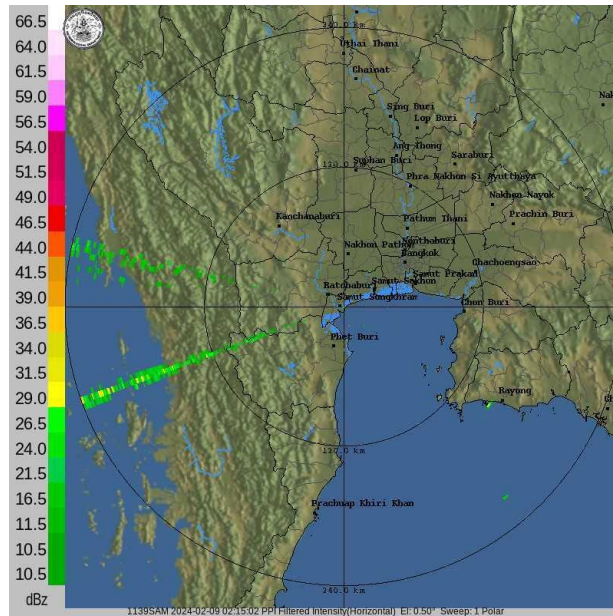 66.5
64.0
61.5
59.0
56.5
54.0
51.5
49.0
46.5
44.0
41.5
39.0
36.5
34.0
31.5
29.0
26.5
24.0
21.5
16.5
11.5
10.5
10.5
dBz
240.0 km
Uthai Thani
Chainat
Sing Buri
Lop Buri
Ang Thong
120.0 km
Suphan Buri
Saraburi
Phra Nakhon Si Ayutthaya
Nakhon Nayok
Kanchanaburi
Pathum Thani
Prachin Buri
Nakhon Pathom
Nonthaburi
Bangkok
Chachoengsao
Samut Prakan
Samut Sakhon
Ratchaburi
Samut Songkhram
Chon Buri
Phet Buri
Rayong
120.0 km
Prachuap Khiri Khan
240.0 km
1139SAM 2024-02-09 02:15:02 PPI Filtered Intensity(Horizontal) El: 0.50° Sweep: 1 Polar